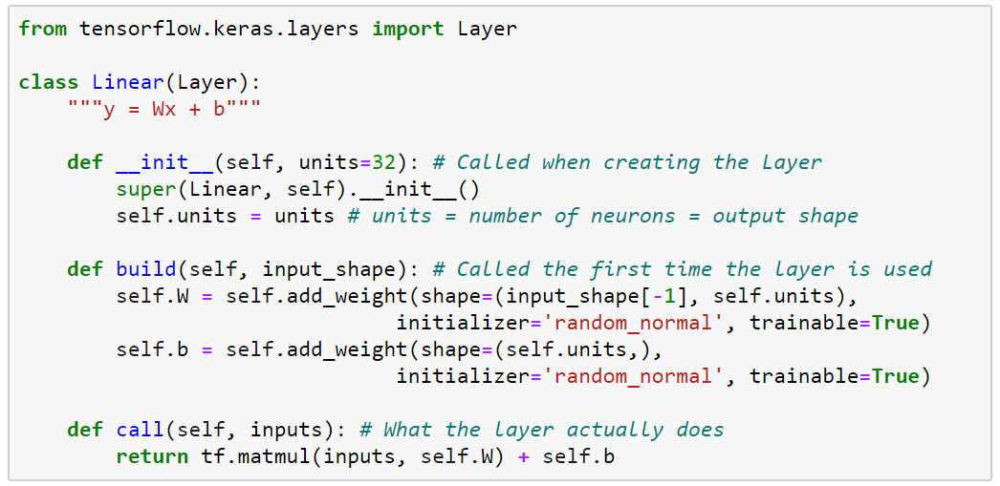 from tensorflow.keras.layers import Layer
class Linear(Layer):
    """y = Wx + b"""
    def __init__(self, units=32): # Called when creating the Layer
        super(Linear, self).__init__()
        self.units = units # units = number of neurons = output shape
    def build(self, input_shape): # Called the first time the layer is used
        self.W = self.add_weight(shape=(input_shape[-1], self.units),
                               initializer='random_normal', trainable=True)
        self.b = self.add_weight(shape=(self.units,),
                               initializer='random_normal', trainable=True)
    def call(self, inputs): # What the layer actually does
        return tf.matmul(inputs, self.W) + self.b